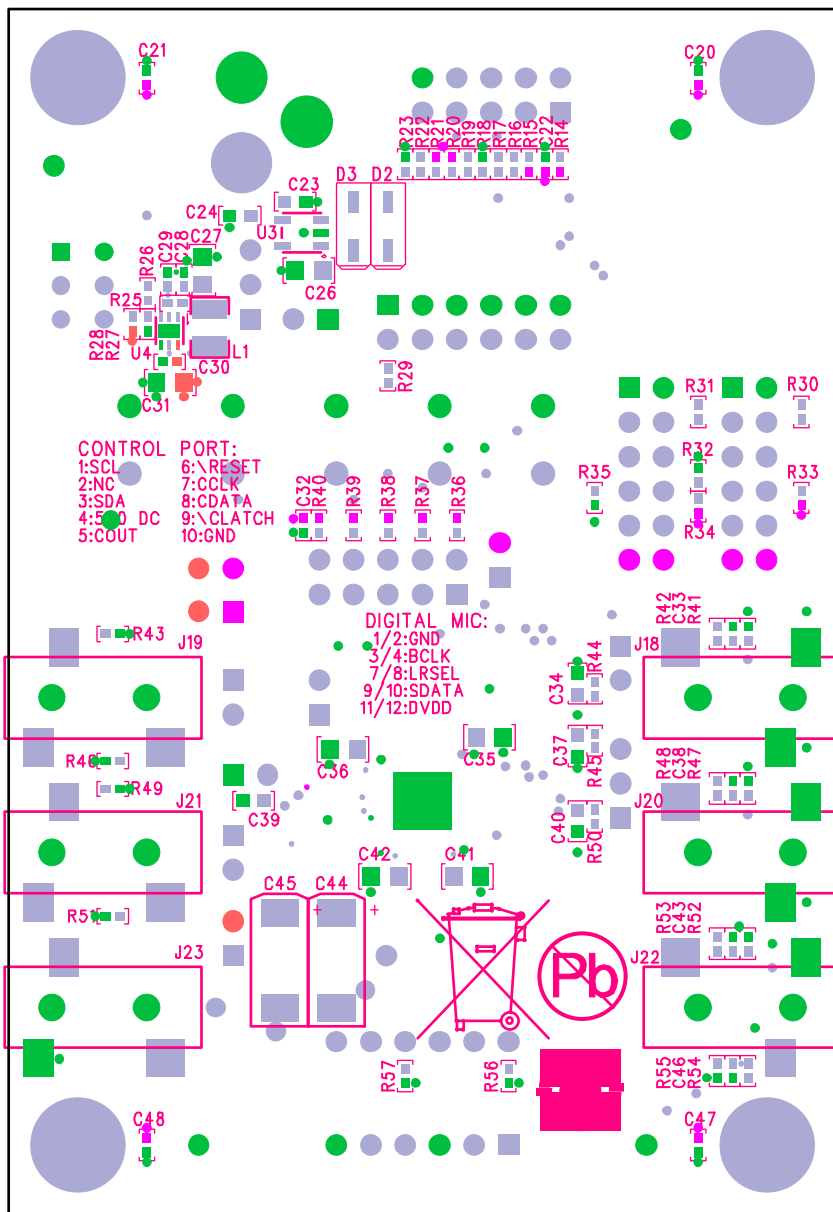 C21
C20
R23
R22
R21
R20
R19
R18
R17
R16
R15
C22
R14
C23
D3 D2
C24
U3
C27
R26
C29
C28
C26
R25
R28
R27
U4
L1
C30
C31
R29
R31
R30
CONTROL PORT:
1:SCL 6:\RESET
2:NC 7:CCLK
3:SDA 8:CDATA
9:\CLATCH
5:COUT 10:GND
R32
R35
R33
R34
C32
R40
R39
R38
R37
R36
DIGITAL MIC:
1/2:GND
3/4:BCLK
7/8:LRSEL
9/10:SDATA
11/12:DVDD
R42
C33
R41
R43
J19
J18
C34
R44
C36
C35
C37
R45
R48
C38
R47
R49
J21
C39
J20
C40
R50
C42
C45 C44
+ +
R51
R53
C43
R52
J23
J22
Pb
R57
R56
R55
C46
R54
C48
C47